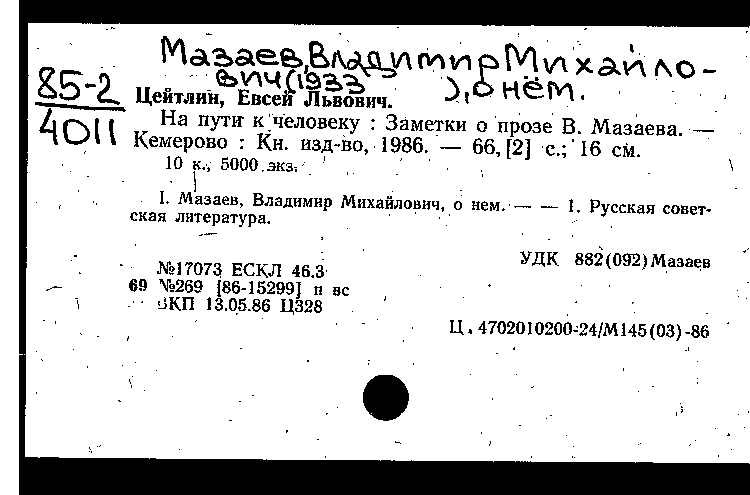 Мазаев, Владимир Михайло-
вич (1933       ), о нём.
85-2
4011
Цейтлин, Евсей Львович.
На пути к человеку : Заметки о прозе В. Мазаева. —
Кемерово : Кн. изд-во, 1986. — 66, [2] с.; 16 см.
10 к., 5000 экз.
I. Мазаев, Владимир Михайлович, о нем. — — 1. Русская совет-
ская литература.
УДК 882(092)Мазаев
№17073 ЕСКЛ 46.3
69 №269 [86-15299] п вс
ВКП 13.05.86 Ц328
Ц. 4702010200-24/М145(03)-86